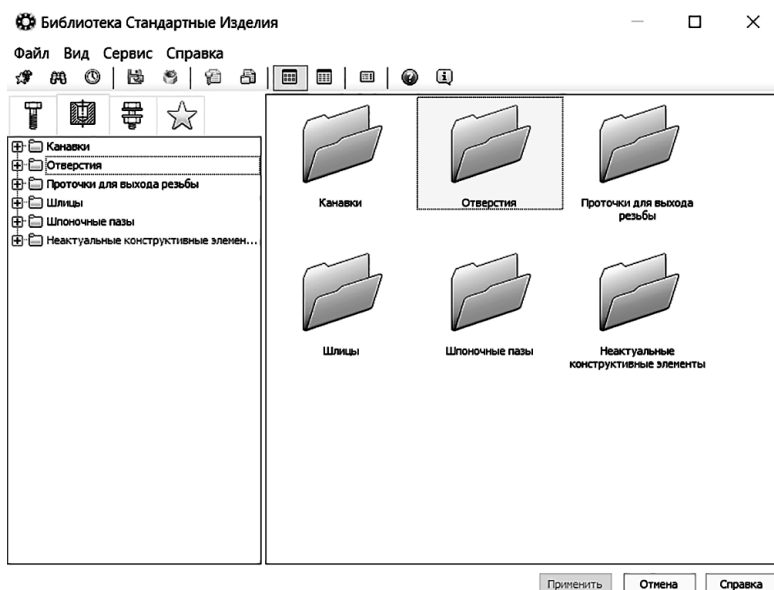 Библиотека Стандартные Изделия
Файл Вид Сервис Справка
Канавки
Отверстия
Проточки для выхода резьбы
Шлицы
Шпоночные пазы
Неактуальные конструктивные элемен...
Канавки
Отверстия
Проточки для выхода
резьбы
Шлицы
Шпоночные пазы
Неактуальные
конструктивные элементы
Применить
Отмена
Справка